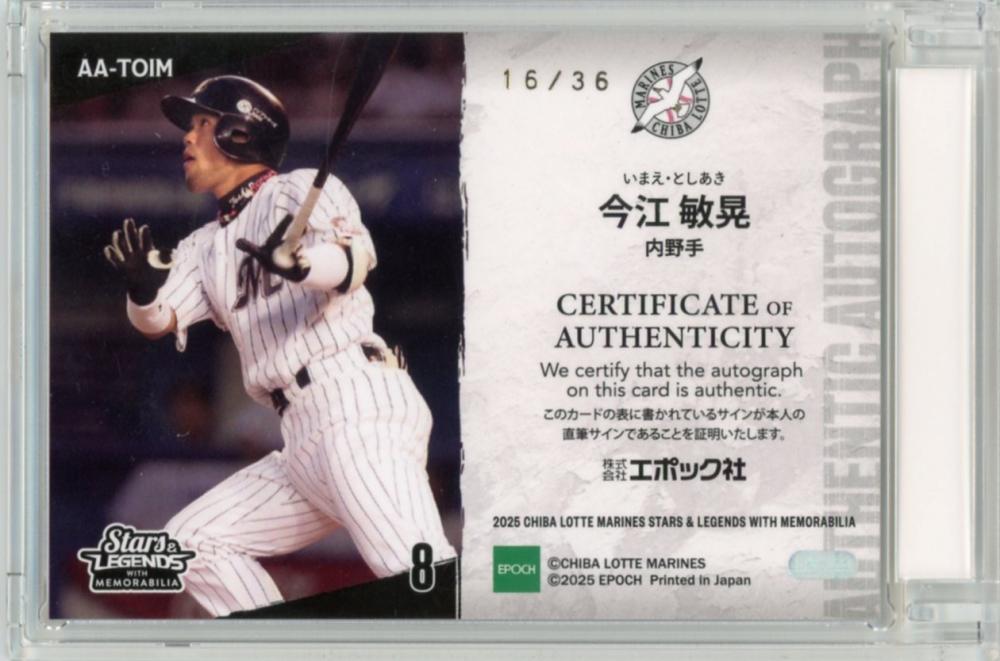 AA-TOIM
16/36
MARINES
CHIBA LOTTE
いまえ・としあき
今江 敏晃
内野手
CERTIFICATE OF
AUTHENTICITY
We certify that the autograph
on this card is authentic.
このカードの表に書かれているサインが本人の
直筆サインであることを証明いたします。
株式会社エポック社
2025 CHIBA LOTTE MARINES STARS & LEGENDS WITH MEMORABILIA
EPOCH
©CHIBA LOTTE MARINES
©2025 EPOCH Printed in Japan
AUTHENTIC AUTOGRAPH
Stars &
LEGENDS
WITH
MEMORABILIA
8
M